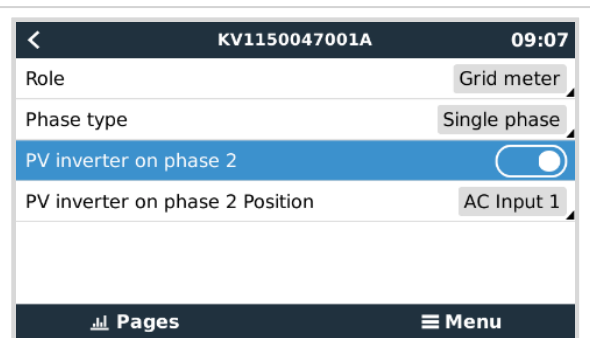 KV1150047001A 09:07
Role Grid meter
Phase type Single phase
PV inverter on phase 2
PV inverter on phase 2 Position AC Input 1
Pages Menu